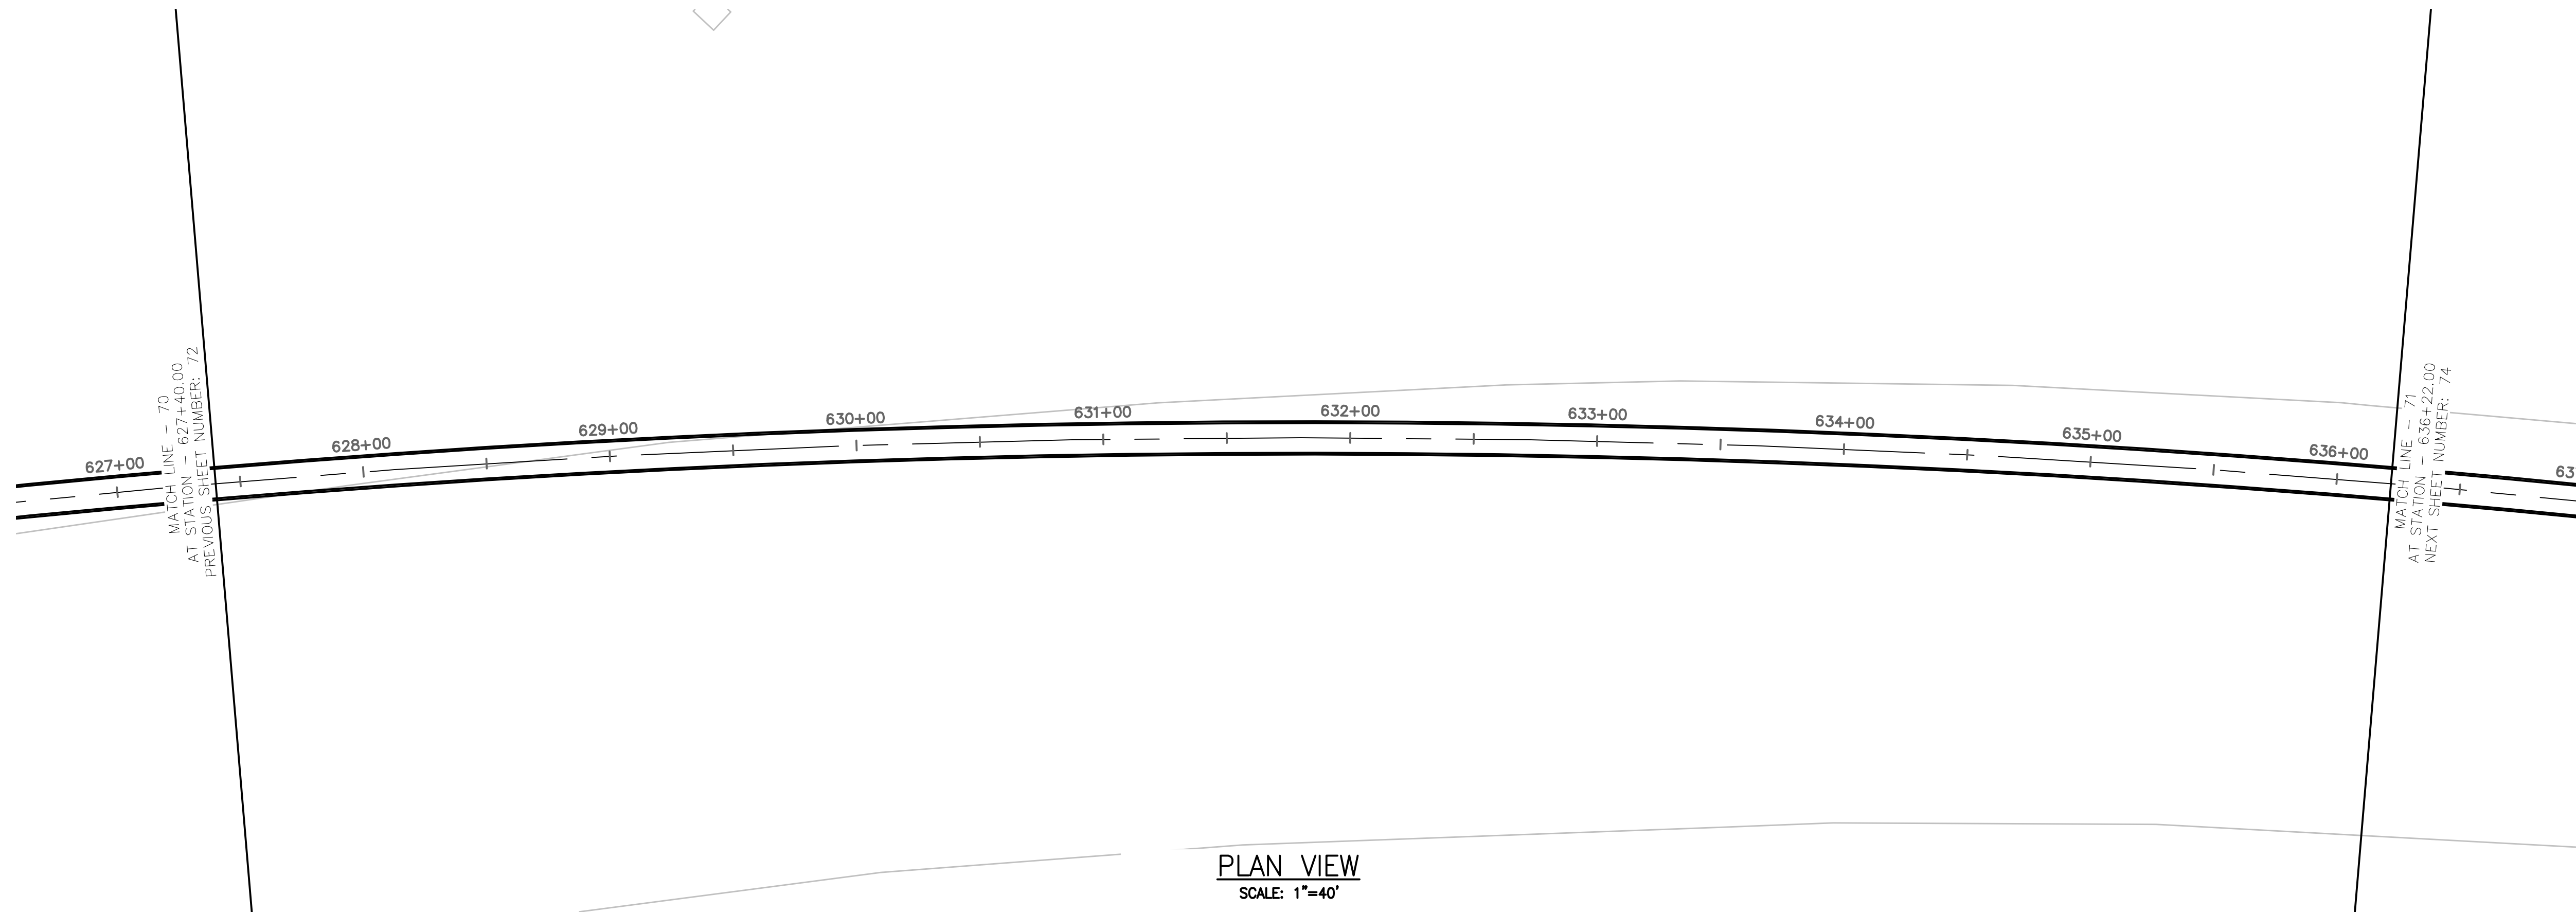 627+00
MATCH LINE - 70
AT STATION - 627+40.00
PREVIOUS SHEET NUMBER: 72
628+00
629+00
630+00
631+00
632+00
633+00
634+00
635+00
636+00
MATCH LINE - 71
AT STATION - 636+22.00
NEXT SHEET NUMBER: 74
63
PLAN VIEW
SCALE: 1"=40'